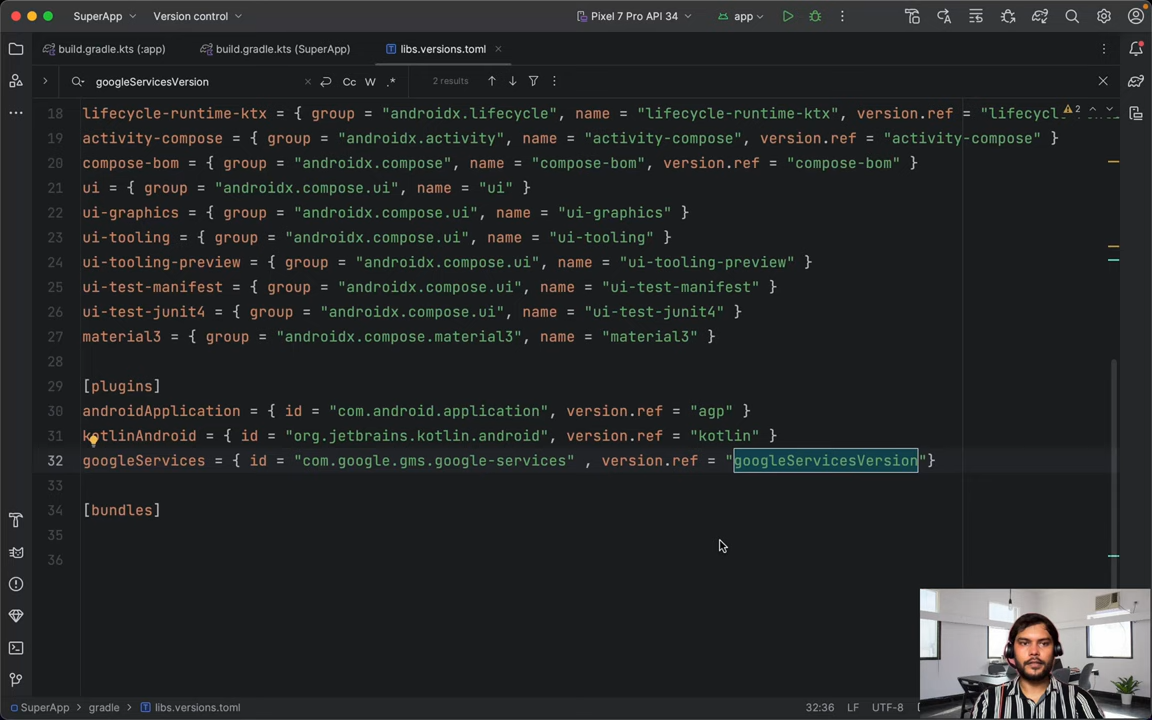 SuperApp
Version control
Pixel 7 Pro API 34
app
build.gradle.kts (:app)
build.gradle.kts (SuperApp)
libs.versions.toml
googleServicesVersion
Cc
W
.*
2 results
18 lifecycle-runtime-ktx = { group = "androidx.lifecycle", name = "lifecycle-runtime-ktx", version.ref = "lifecycl
2
19 activity-compose = { group = "androidx.activity", name = "activity-compose", version.ref = "activity-compose" }
20 compose-bom = { group = "androidx.compose", name = "compose-bom", version.ref = "compose-bom" }
21 ui = { group = "androidx.compose.ui", name = "ui" }
22 ui-graphics = { group = "androidx.compose.ui", name = "ui-graphics" }
23 ui-tooling = { group = "androidx.compose.ui", name = "ui-tooling" }
24 ui-tooling-preview = { group = "androidx.compose.ui", name = "ui-tooling-preview" }
25 ui-test-manifest = { group = "androidx.compose.ui", name = "ui-test-manifest" }
26 ui-test-junit4 = { group = "androidx.compose.ui", name = "ui-test-junit4" }
27 material3 = { group = "androidx.compose.material3", name = "material3" }
28
29 [plugins]
30 androidApplication = { id = "com.android.application", version.ref = "agp" }
31 kotlinAndroid = { id = "org.jetbrains.kotlin.android", version.ref = "kotlin" }
32 googleServices = { id = "com.google.gms.google-services" , version.ref = "googleServicesVersion"}
33
34 [bundles]
35
36
SuperApp > gradle > libs.versions.toml
32:36
LF
UTF-8